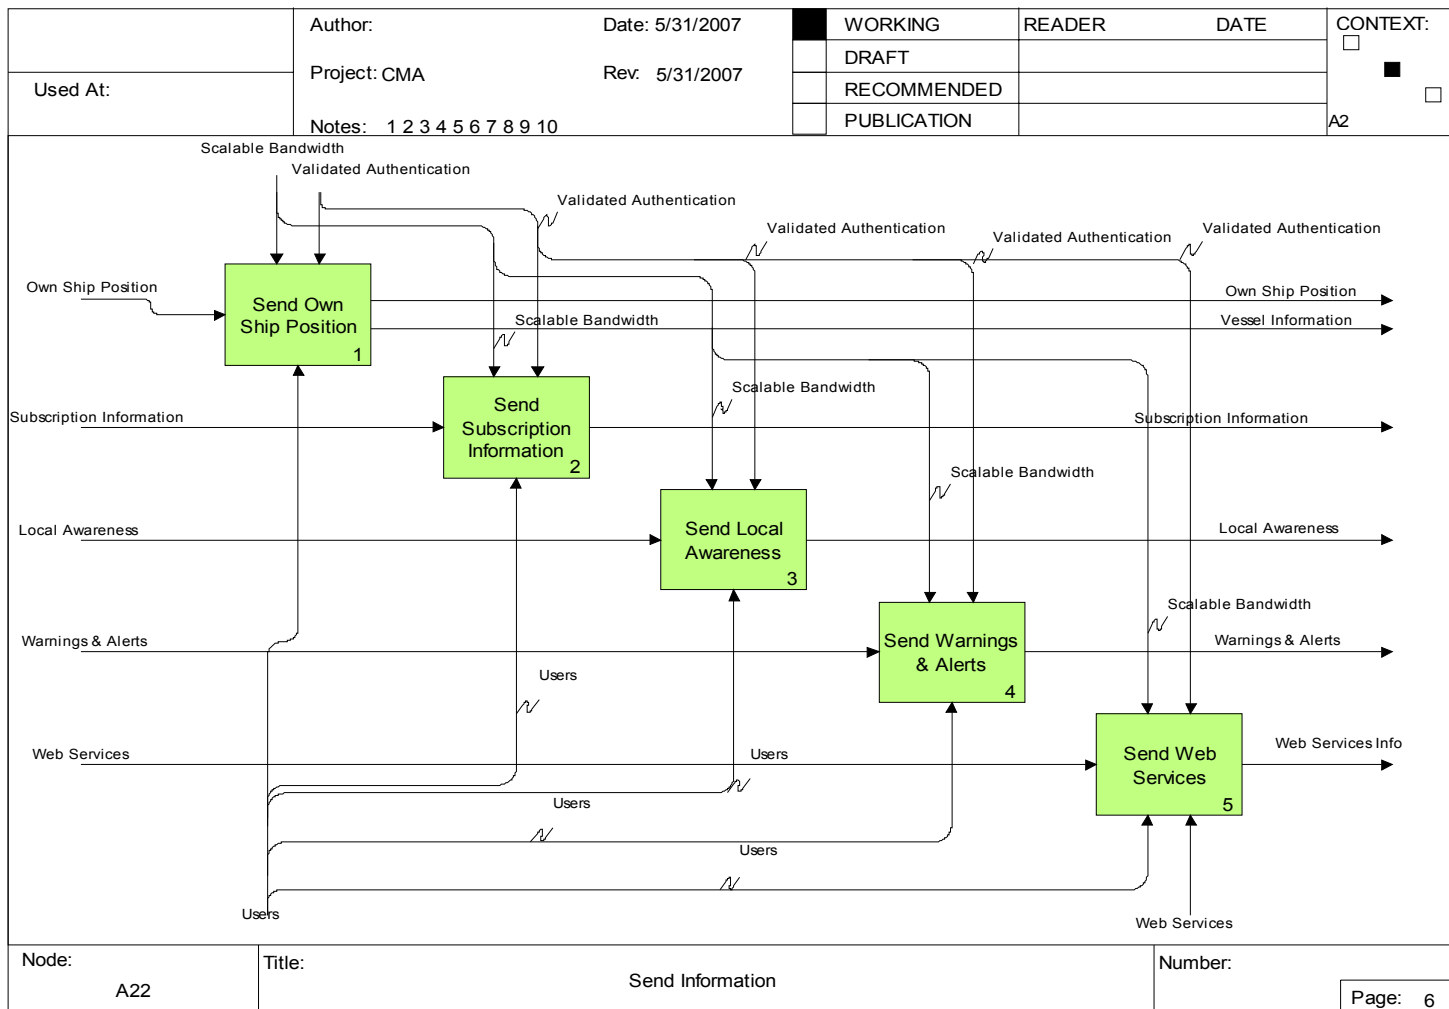 Author:
Date: 5/31/2007
WORKING
READER
DATE
CONTEXT:
DRAFT
Project: CMA
Rev: 5/31/2007
Used At:
RECOMMENDED
Notes: 1 2 3 4 5 6 7 8 9 10
PUBLICATION
A2
Scalable Bandwidth
Validated Authentication
Validated Authentication
Validated Authentication
Validated Authentication
Validated Authentication
Own Ship Position
Send Own
Ship Position
1
Own Ship Position
Vessel Information
Scalable Bandwidth
Subscription Information
Send
Subscription
Information
2
Scalable Bandwidth
Subscription Information
Scalable Bandwidth
Local Awareness
Send Local
Awareness
3
Local Awareness
Scalable Bandwidth
Warnings & Alerts
Send Warnings
& Alerts
4
Warnings & Alerts
Users
Web Services
Users
Send Web
Services
5
Web Services Info
Users
Users
Users
Web Services
Node:
A22
Title:
Send Information
Number:
Page: 6